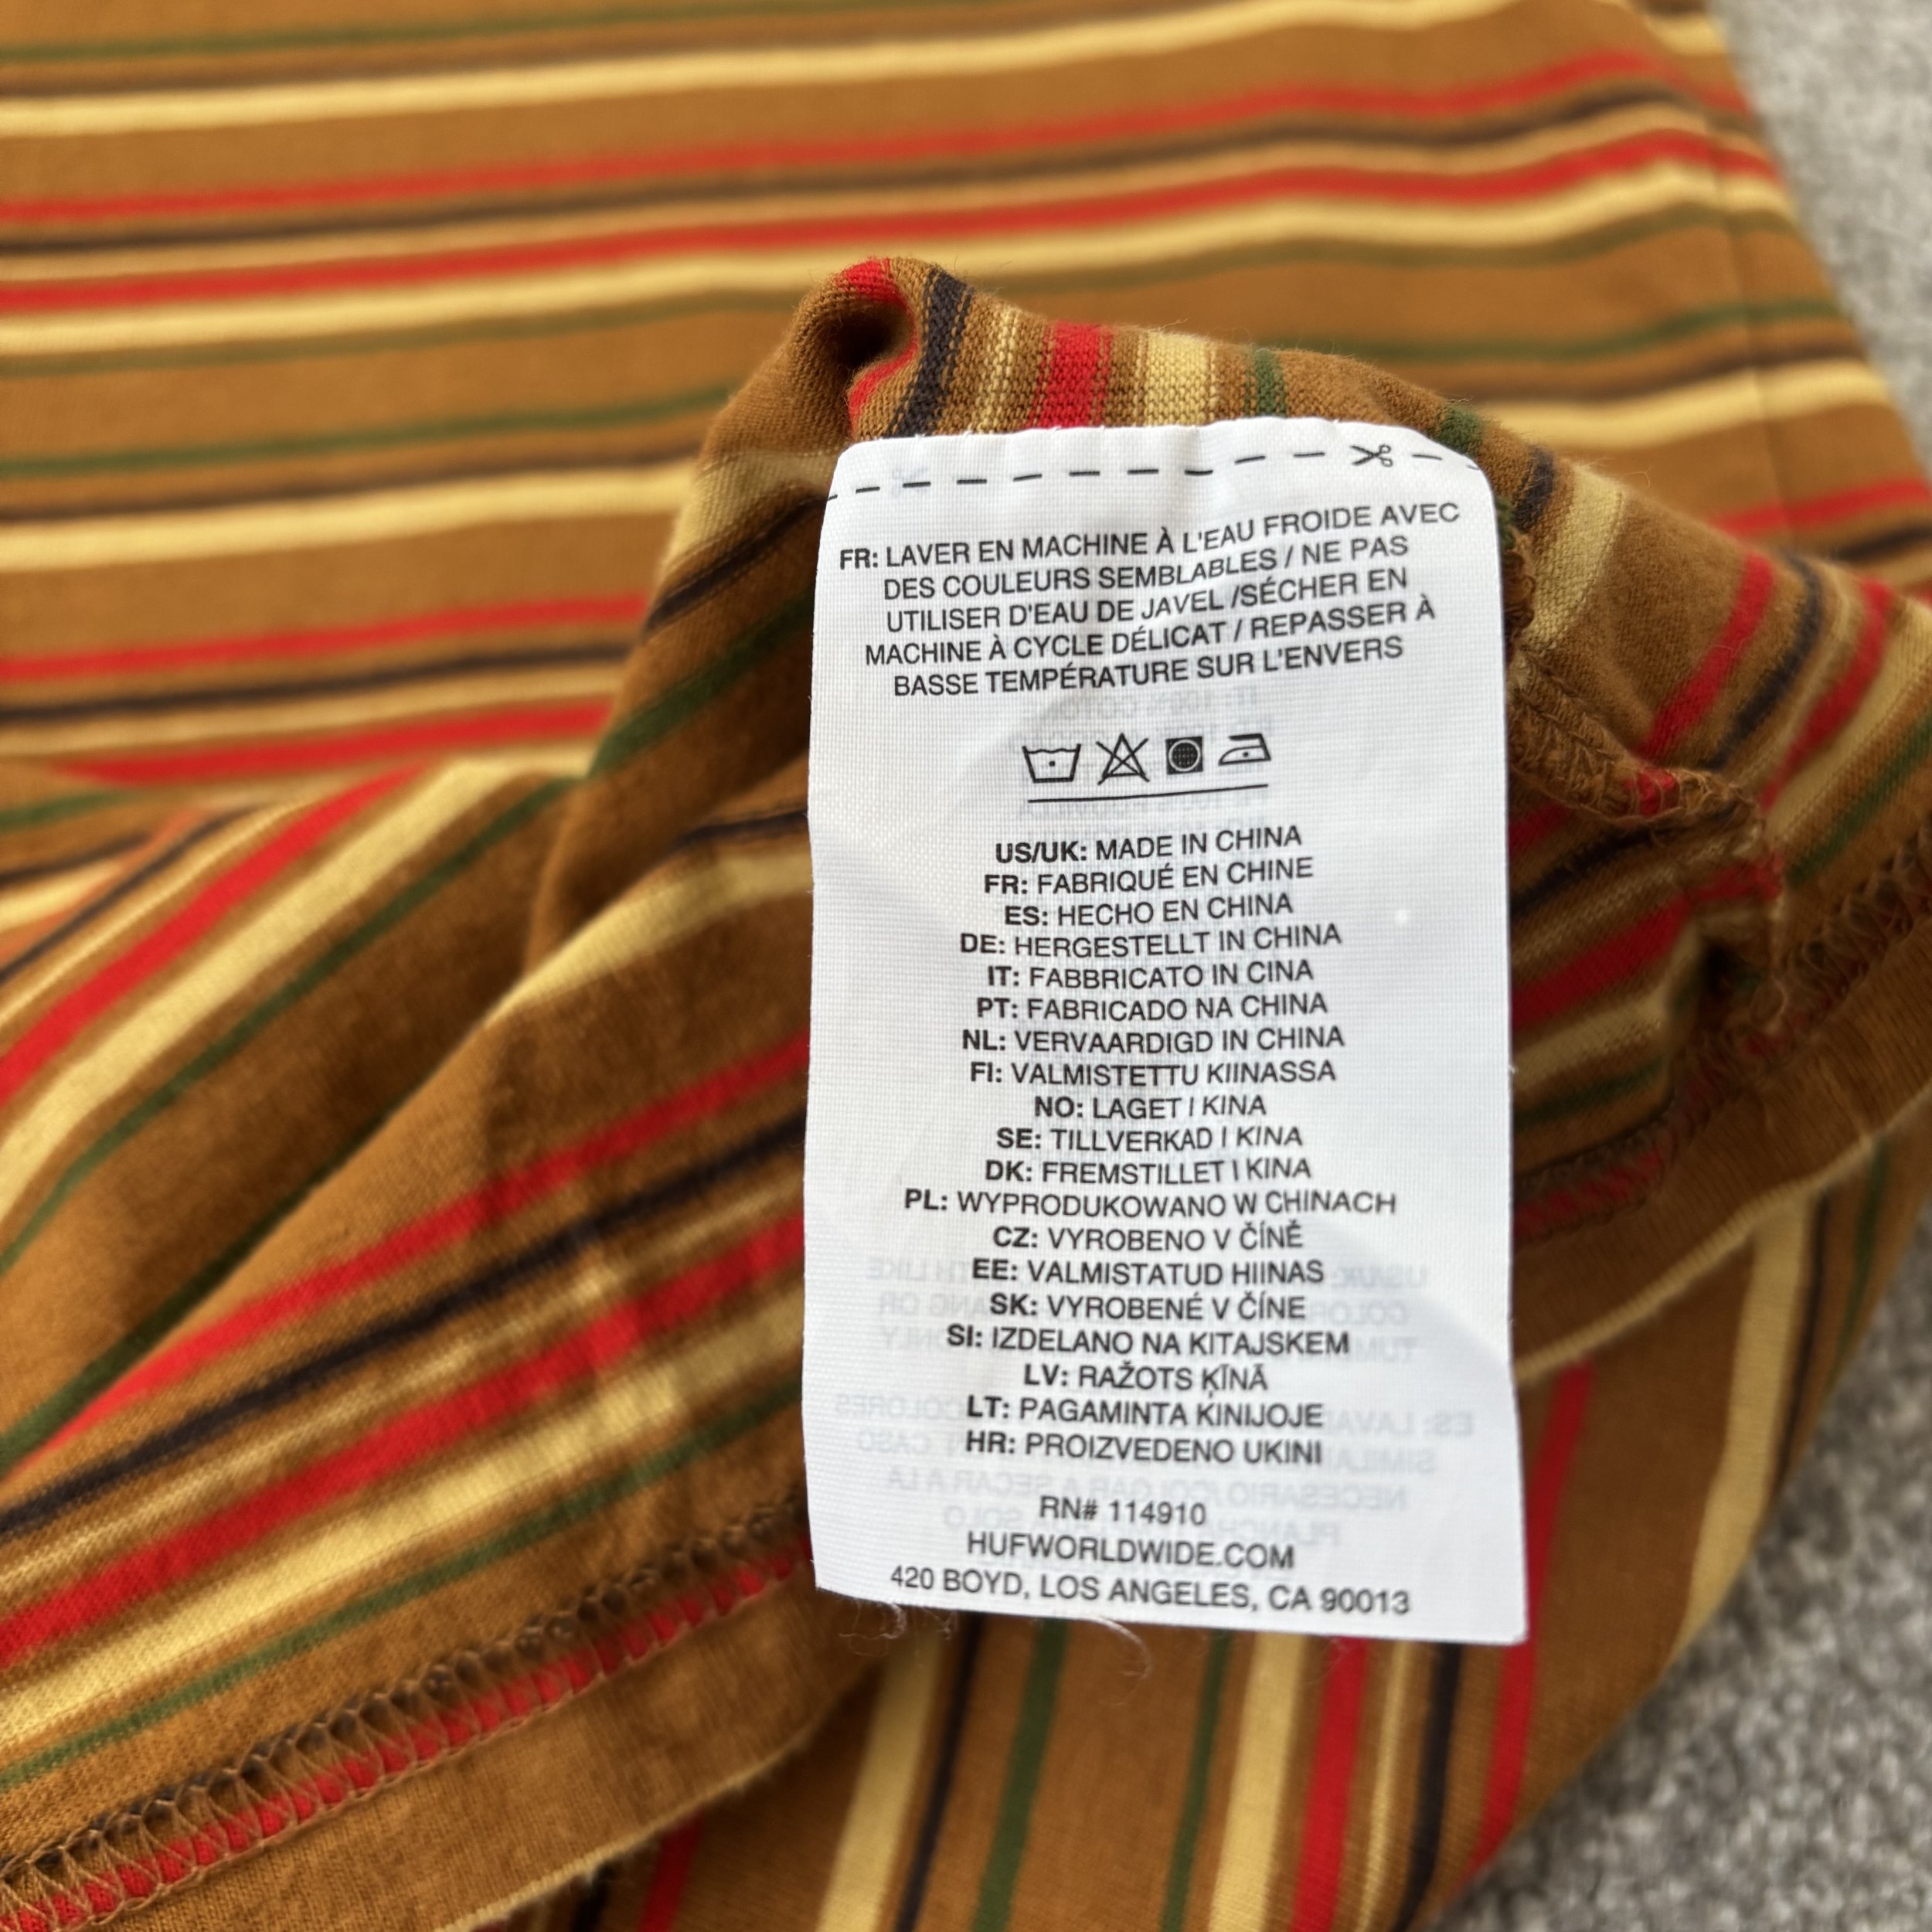 FR: LAVER EN MACHINE À L'EAU FROIDE AVEC
DES COULEURS SEMBLABLES / NE PAS
UTILISER D'EAU DE JAVEL /SÉCHER EN
MACHINE À CYCLE DÉLICAT / REPASSER À
BASSE TEMPÉRATURE SUR L'ENVERS
US/UK: MADE IN CHINA
FR: FABRIQUÉ EN CHINE
ES: HECHO EN CHINA
DE: HERGESTELLT IN CHINA
IT: FABBRICATO IN CINA
PT: FABRICADO NA CHINA
NL: VERVAARDIGD IN CHINA
FI: VALMISTETTU KIINASSA
NO: LAGET I KINA
SE: TILLVERKAD I KINA
DK: FREMSTILLET I KINA
PL: WYPRODUKOWANO W CHINACH
CZ: VYROBENO V ČÍNĚ
EE: VALMISTATUD HIINAS
SK: VYROBENÉ V ČÍNE
SI: IZDELANO NA KITAJSKEM
LV: RAŽOTS ĶĪNĀ
LT: PAGAMINTA KINIJOJE
HR: PROIZVEDENO UKINI
RN# 114910
HUFWORLDWIDE.COM
420 BOYD, LOS ANGELES, CA 90013